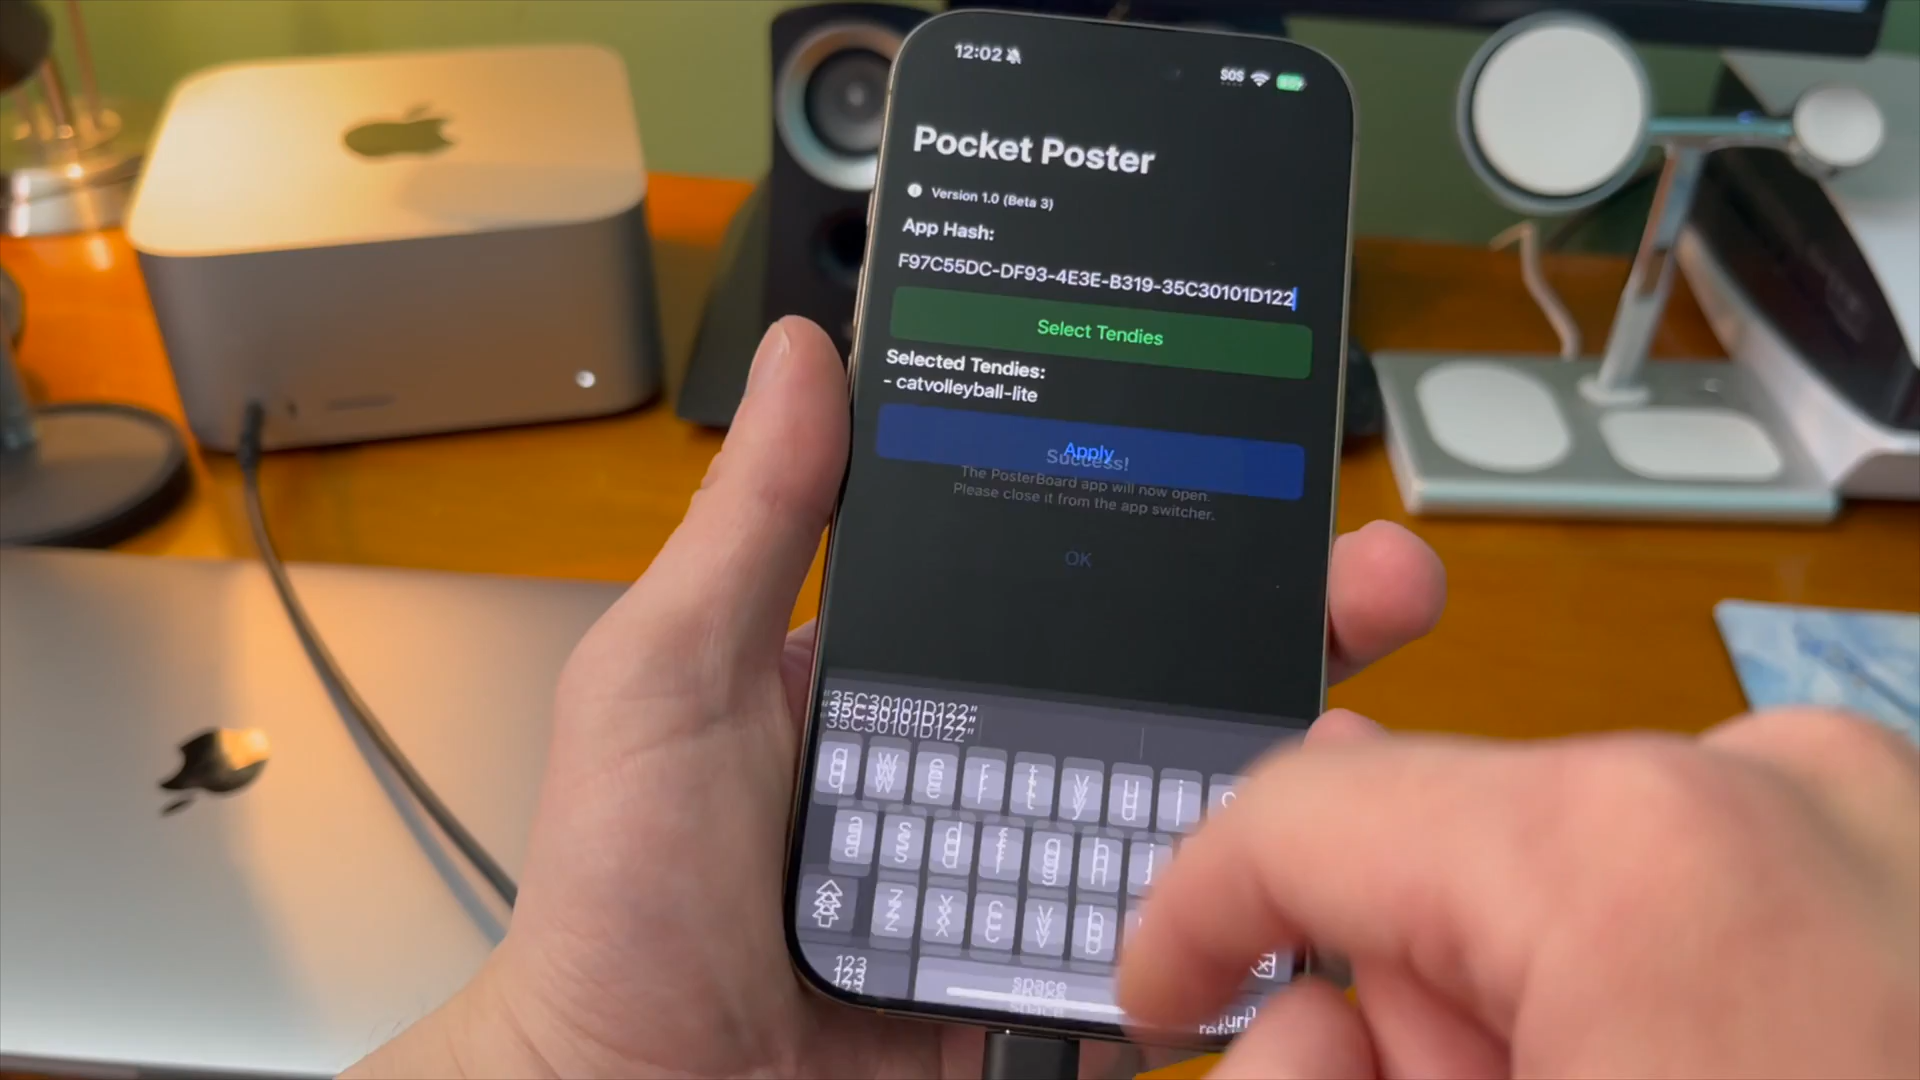 12:02
SOS
Pocket Poster
Version 1.0 (Beta 3)
App Hash:
F97C55DC-DF93-4E3E-B319-35C30101D122
Select Tendies
Selected Tendies:
- catvolleyball-lite
Apply
Success!
The PosterBoard app will now open.
Please close it from the app switcher.
OK
"35C30101D122"
q w e r t y u i
a s d f g h j
z x c v b
123
space
return